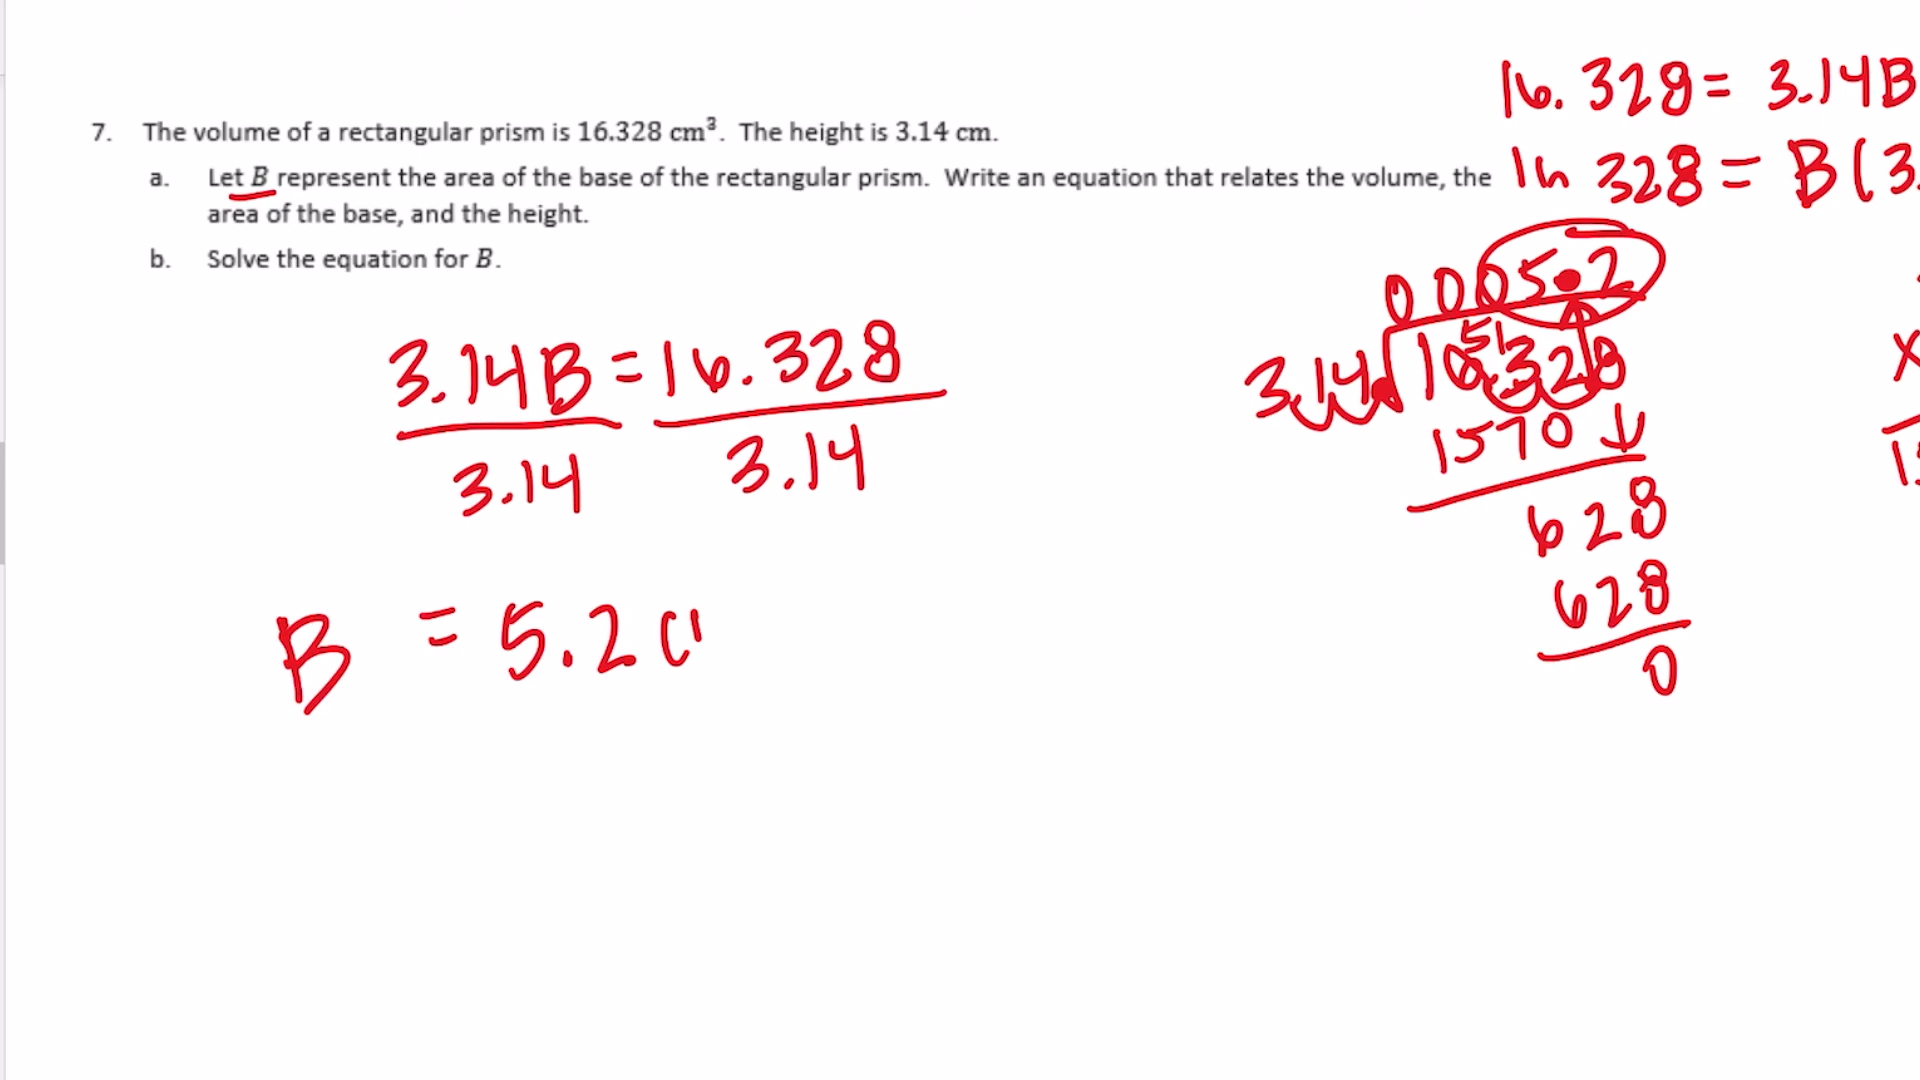 7. The volume of a rectangular prism is 16.328 cm³. The height is 3.14 cm.
a. Let B represent the area of the base of the rectangular prism. Write an equation that relates the volume, the
area of the base, and the height.
b. Solve the equation for B.
16.328 = 3.14B
328 = B(3.
3.14B = 16.328
3.14 3.14
B = 5.2
0005.2
3.14
1570
628
628
0